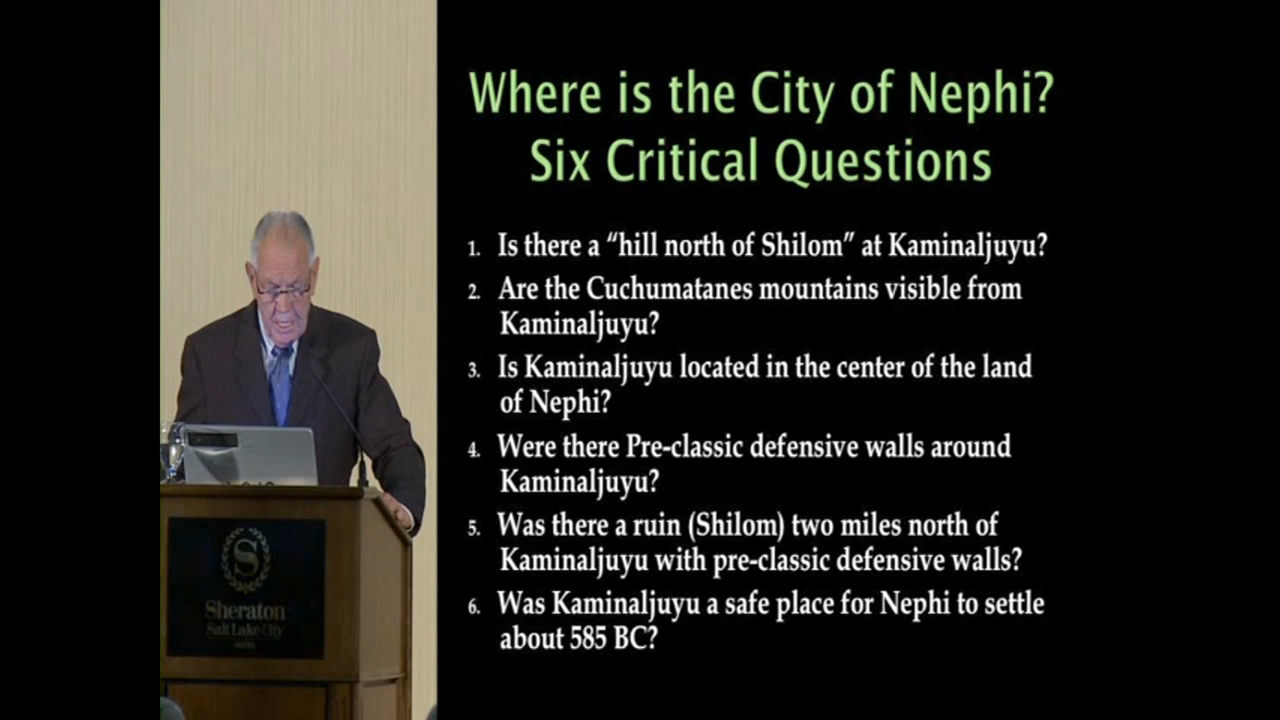 Where is the City of Nephi?
Six Critical Questions
1. Is there a “hill north of Shilom” at Kaminaljuyu?
2. Are the Cuchumatanes mountains visible from
Kaminaljuyu?
3. Is Kaminaljuyu located in the center of the land
of Nephi?
4. Were there Pre-classic defensive walls around
Kaminaljuyu?
5. Was there a ruin (Shilom) two miles north of
Kaminaljuyu with pre-classic defensive walls?
6. Was Kaminaljuyu a safe place for Nephi to settle
about 585 BC?
S
Sheraton
Salt Lake City